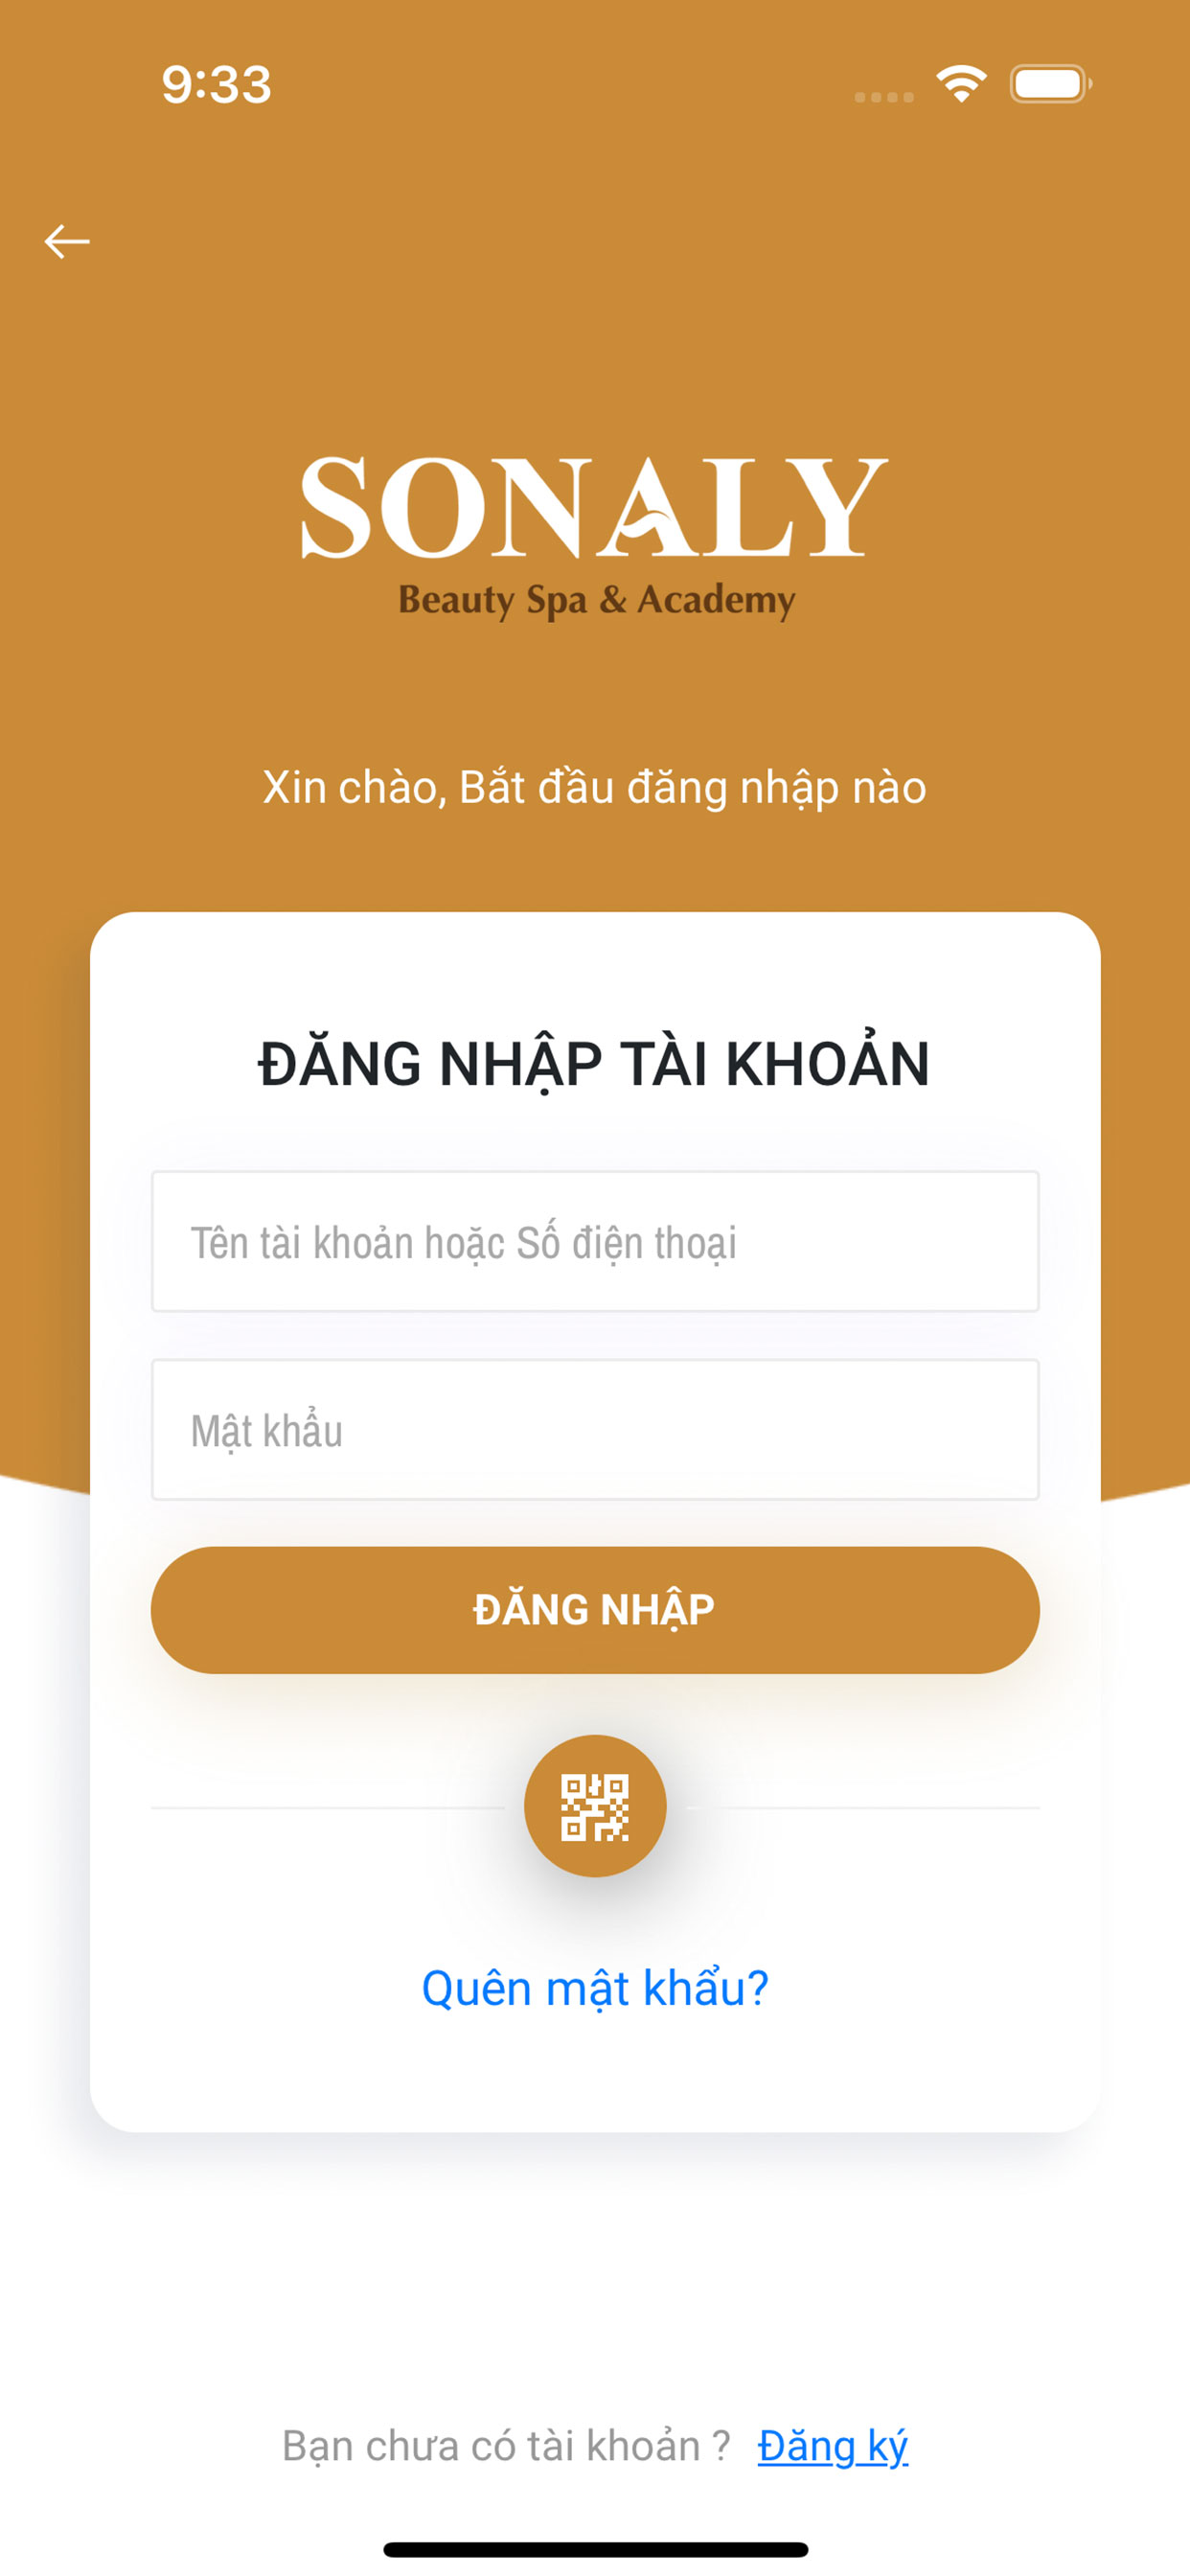 9:33
SONALY
Beauty Spa & Academy
Xin chào, Bắt đầu đăng nhập nào
ĐĂNG NHẬP TÀI KHOẢN
Tên tài khoản hoặc Số điện thoại
Mật khẩu
ĐĂNG NHẬP
Quên mật khẩu?
Bạn chưa có tài khoản ? Đăng ký